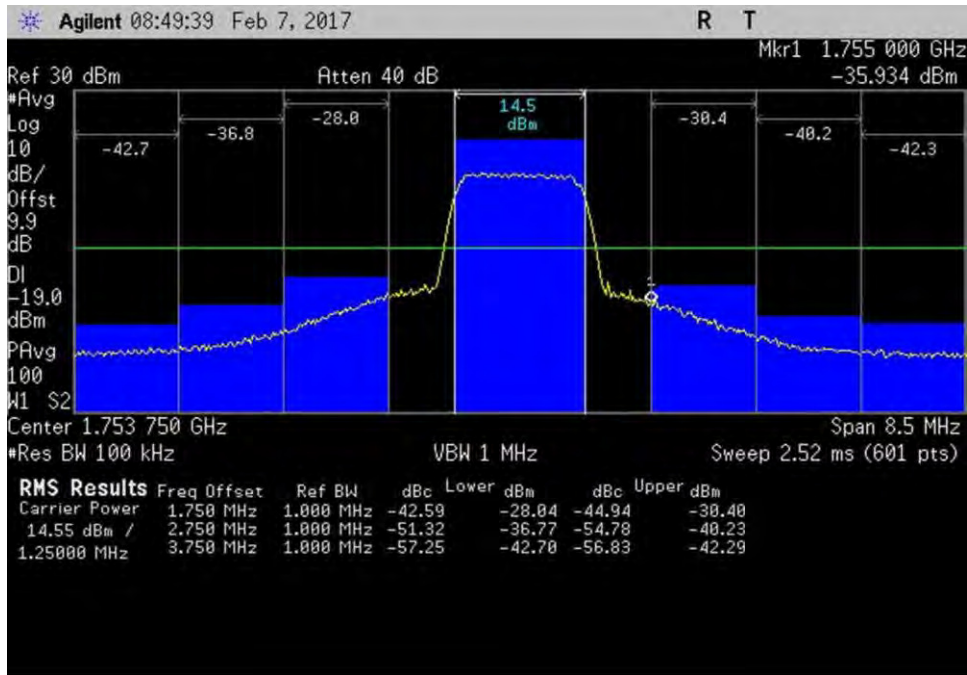 Agilent 08:49:39 Feb 7, 2017 R T
Mkr1 1.755 000 GHz
Ref 30 dBm Atten 40 dB -35.934 dBm
#Avg
Log
10
dB/
Offst
9.9
dB
DI
-19.0
dBm
PAvg
100
W1 S2
-42.7
-36.8
-28.0
14.5
dBm
-30.4
-40.2
-42.3
1
Center 1.753 750 GHz Span 8.5 MHz
#Res BW 100 kHz VBW 1 MHz Sweep 2.52 ms (601 pts)
RMS Results Freq Offset Ref BW dBc Lower dBm dBc Upper dBm
Carrier Power 1.750 MHz 1.000 MHz -42.59 -28.04 -44.94 -30.40
14.55 dBm / 2.750 MHz 1.000 MHz -51.32 -36.77 -54.78 -40.23
1.25000 MHz 3.750 MHz 1.000 MHz -57.25 -42.70 -56.83 -42.29